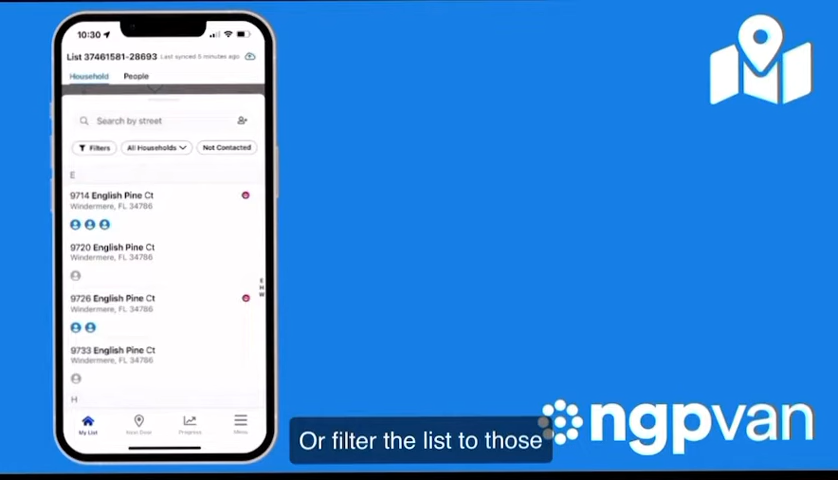 10:30
List 37461581-28693 Last synced 5 minutes ago
Household People
Search by street
Filters All Households Not Contacted
E
9714 English Pine Ct
Windermere, FL 34786
9720 English Pine Ct
Windermere, FL 34786
9726 English Pine Ct
Windermere, FL 34786
9733 English Pine Ct
Windermere, FL 34786
E
H
W
H
My List Next Door Progress Menu
Or filter the list to those
ngpvan